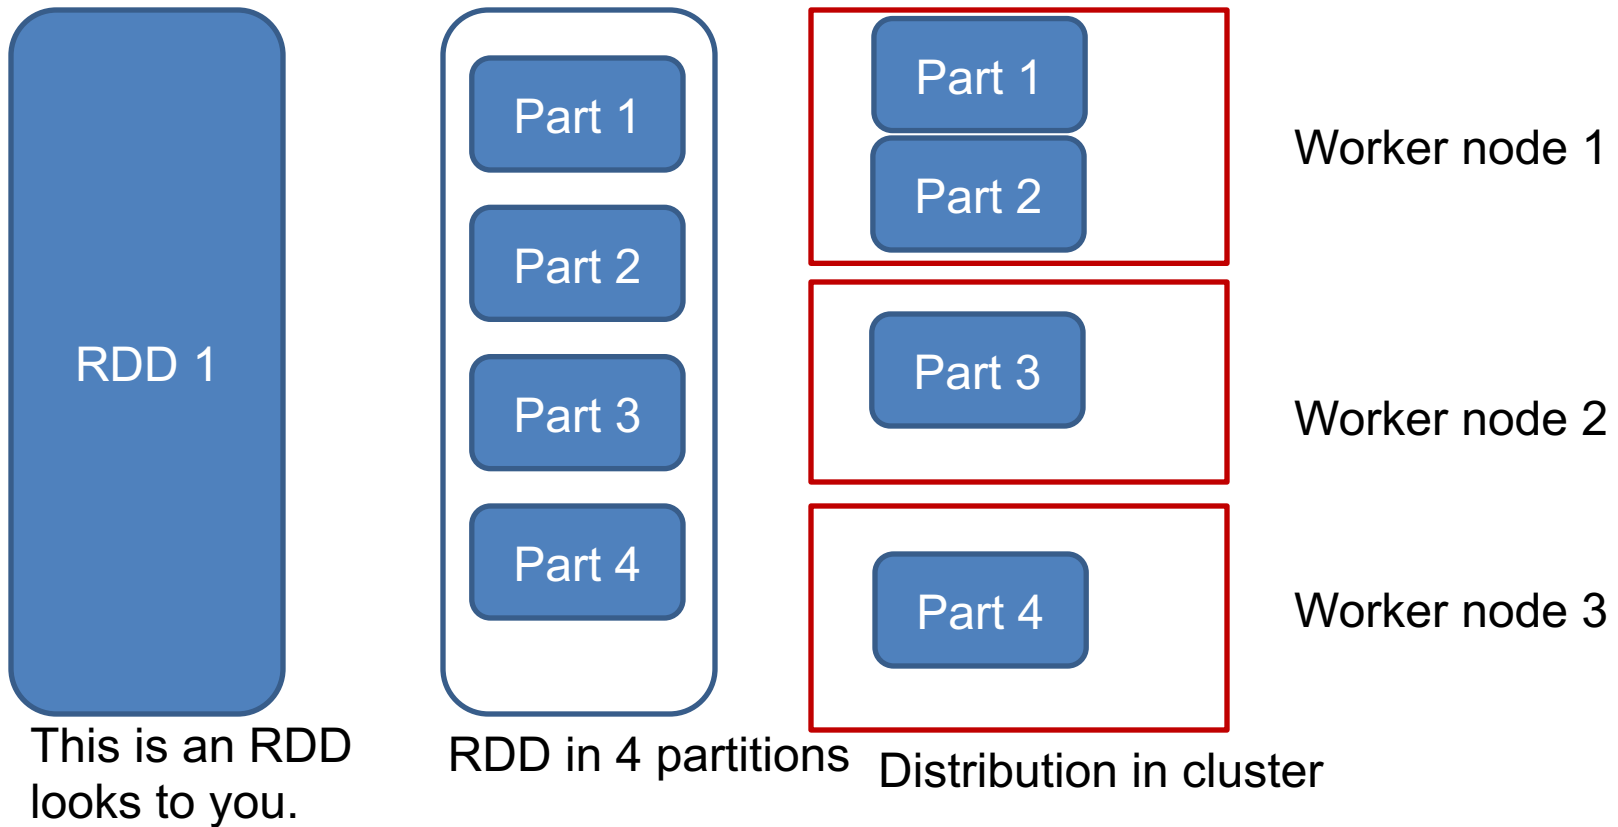 RDD 1
This is an RDD
looks to you.
Part 1
Part 2
Part 3
Part 4
RDD in 4 partitions
Part 1
Part 2
Part 3
Part 4
Distribution in cluster
Worker node 1
Worker node 2
Worker node 3